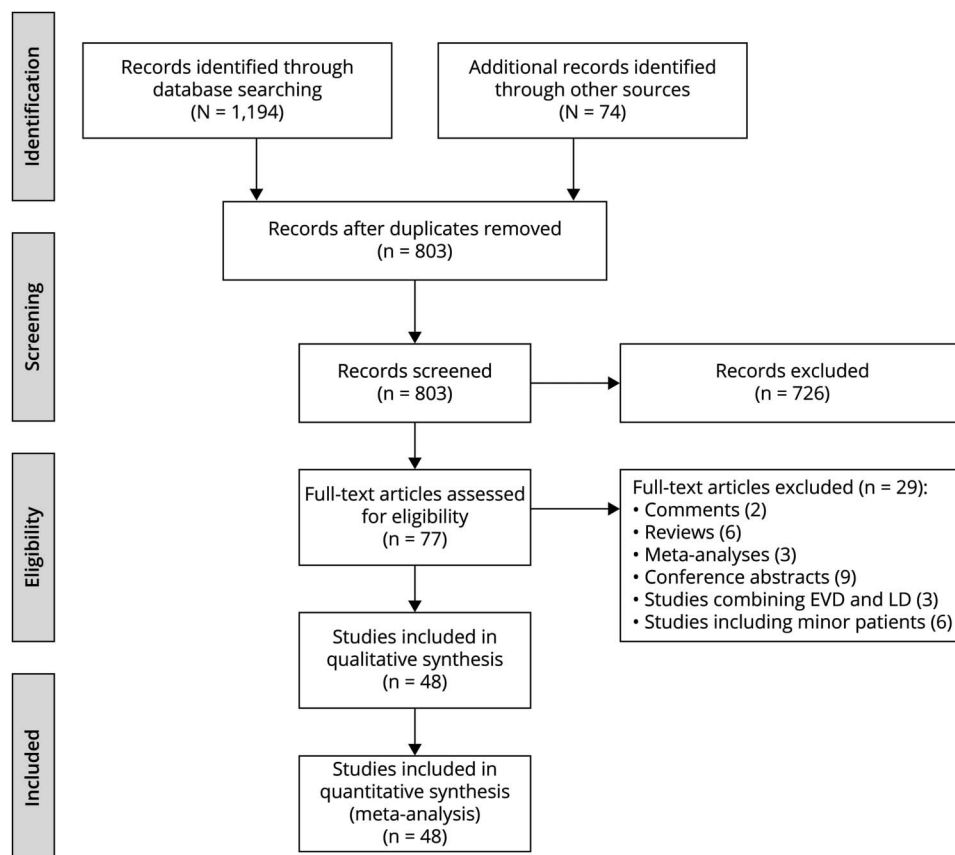 Identification
Records identified through
database searching
(N = 1,194)
Additional records identified
through other sources
(N = 74)
Records after duplicates removed
(n = 803)
Screening
Records screened
(n = 803)
Records excluded
(n = 726)
Eligibility
Full-text articles assessed
for eligibility
(n = 77)
Full-text articles excluded (n = 29):
• Comments (2)
• Reviews (6)
• Meta-analyses (3)
• Conference abstracts (9)
• Studies combining EVD and LD (3)
• Studies including minor patients (6)
Studies included in
qualitative synthesis
(n = 48)
Included
Studies included in
quantitative synthesis
(meta-analysis)
(n = 48)